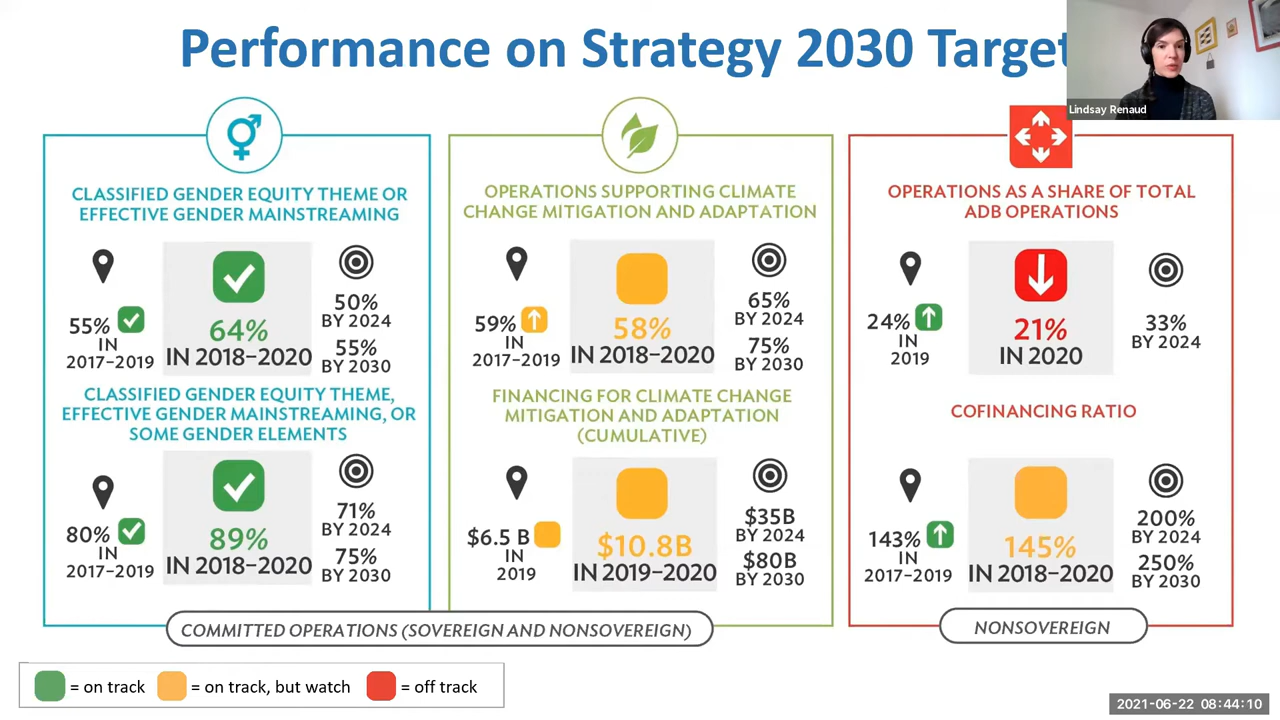 Performance on Strategy 2030 Target
Lindsay Renaud
CLASSIFIED GENDER EQUITY THEME OR
EFFECTIVE GENDER MAINSTREAMING
55%
IN
2017–2019
64%
IN 2018–2020
50%
BY 2024
55%
BY 2030
CLASSIFIED GENDER EQUITY THEME,
EFFECTIVE GENDER MAINSTREAMING, OR
SOME GENDER ELEMENTS
80%
IN
2017–2019
89%
IN 2018–2020
71%
BY 2024
75%
BY 2030
OPERATIONS SUPPORTING CLIMATE
CHANGE MITIGATION AND ADAPTATION
59%
IN
2017–2019
58%
IN 2018–2020
65%
BY 2024
75%
BY 2030
FINANCING FOR CLIMATE CHANGE
MITIGATION AND ADAPTATION
(CUMULATIVE)
$6.5 B
IN
2019
$10.8B
IN 2019–2020
$35B
BY 2024
$80B
BY 2030
COMMITTED OPERATIONS (SOVEREIGN AND NONSOVEREIGN)
OPERATIONS AS A SHARE OF TOTAL
ADB OPERATIONS
24%
IN
2019
21%
IN 2020
33%
BY 2024
COFINANCING RATIO
143%
IN
2017–2019
145%
IN 2018–2020
200%
BY 2024
250%
BY 2030
NONSOVEREIGN
= on track
= on track, but watch
= off track
2021-06-22 08:44:10